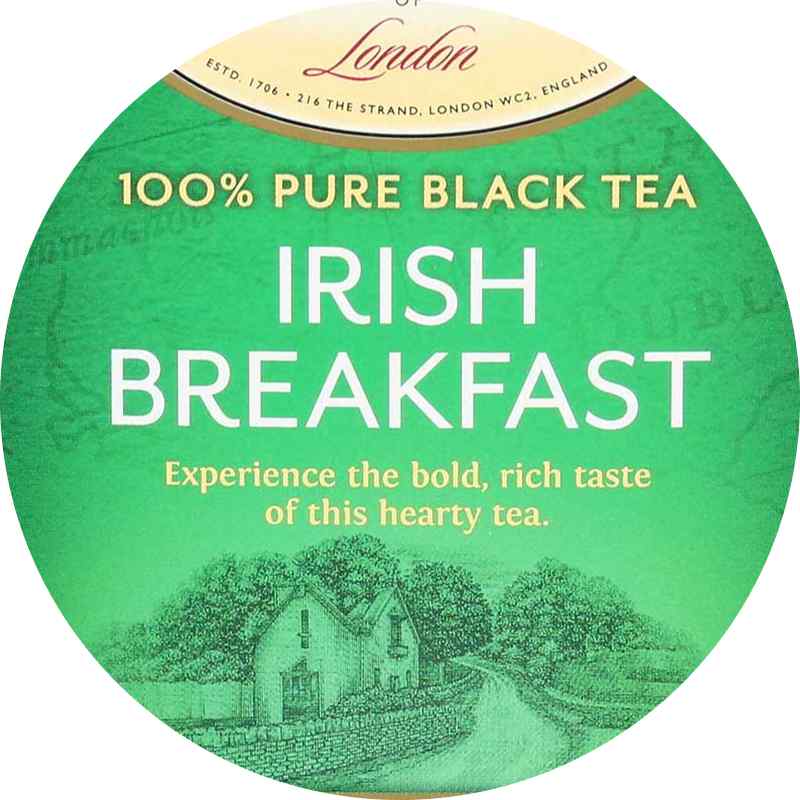 OF
London
ESTD. 1706 • 216 THE STRAND, LONDON WC2, ENGLAND
100% PURE BLACK TEA
IRISH
BREAKFAST
Experience the bold, rich taste
of this hearty tea.